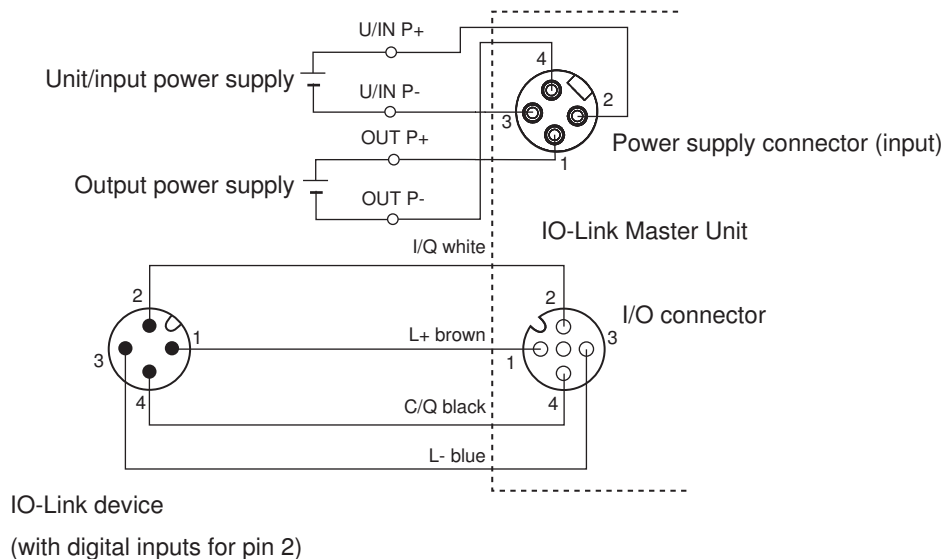 U/IN P+
Unit/input power supply
U/IN P-
4
2
3
1
Power supply connector (input)
OUT P+
Output power supply
OUT P-
IO-Link Master Unit
I/Q white
2
2
I/O connector
1
L+ brown
3
3
1
4
C/Q black
4
L- blue
IO-Link device
(with digital inputs for pin 2)